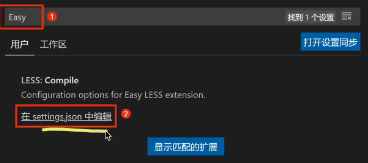 Easy
1
找到 1 个设置
用户 工作区
打开设置同步
LESS: Compile
Configuration options for Easy LESS extension.
在 settings.json 中编辑
2
显示匹配的扩展